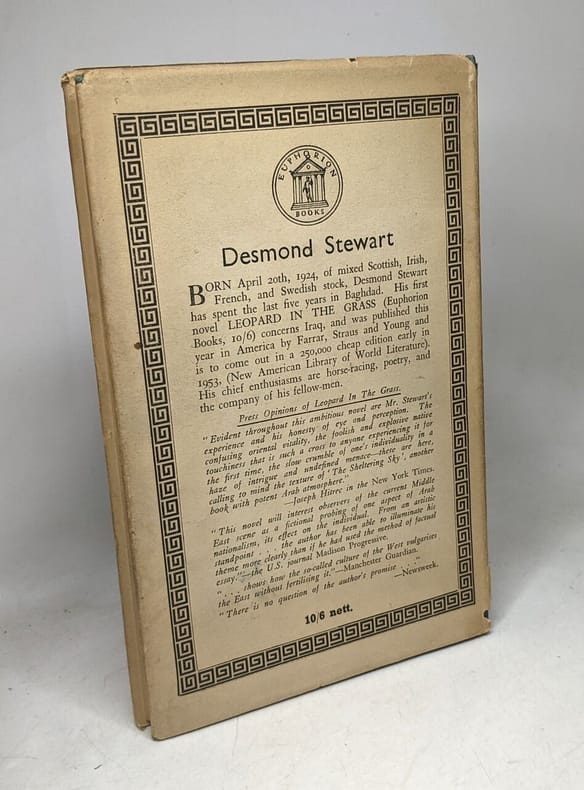 EUPHORION
BOOKS
Desmond Stewart
BORN April 20th, 1924, of mixed Scottish, Irish,
French, and Swedish stock, Desmond Stewart
has spent the last five years in Baghdad. His first
novel LEOPARD IN THE GRASS (Euphorion
Books, 10/6) concerns Iraq, and was published this
year in America by Farrar, Straus and Young and
is to come out in a 250,000 cheap edition early in
1953, (New American Library of World Literature).
His chief enthusiasms are horse-racing, poetry, and
the company of his fellow-men.
Press Opinions of Leopard In The Grass.
"Evident throughout this ambitious novel are Mr. Stewart's
experience and his honesty of eye and perception. The
confusing oriental vitality, the foolish and explosive native
touchiness that is such a cross to anyone experiencing it for
the first time, the slow crumble of one's individuality in a
haze of intrigue and undefined menace—these are here,
calling to mind the texture of 'The Sheltering Sky', another
book with potent Arab atmosphere."
—Joseph Hitrec in the New York Times.
"This novel will interest observers of the current Middle
East scene as a fictional probing of one aspect of Arab
nationalism, its effect on the individual. From an artistic
standpoint . . . the author has been able to illuminate his
theme more clearly than if he had used the method of factual
essay."—the U.S. journal Madison Progressive.
". . . shows how the so-called culture of the West vulgarises
the East without fertilising it."—Manchester Guardian.
"There is no question of the author's promise . . ."
—Newsweek.
10/6 nett.